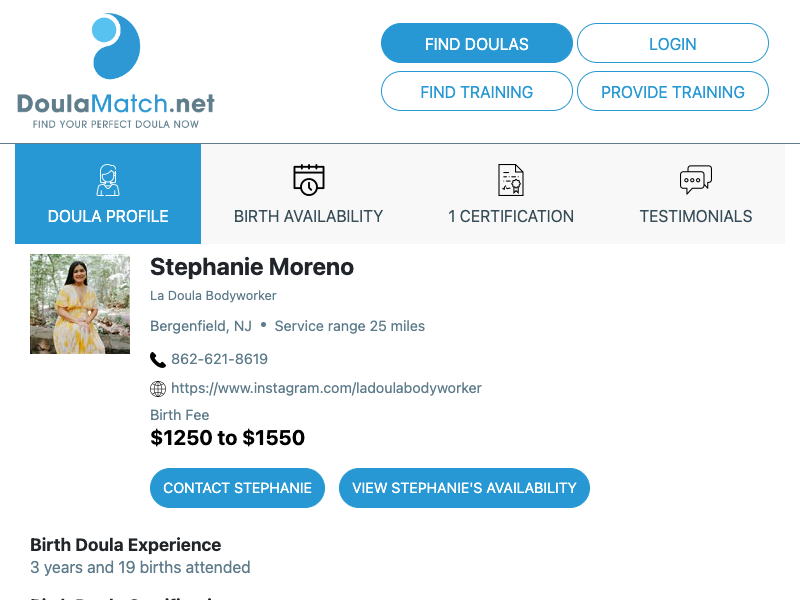 DoulaMatch.net
FIND YOUR PERFECT DOULA NOW
FIND DOULAS
LOGIN
FIND TRAINING
PROVIDE TRAINING
DOULA PROFILE
BIRTH AVAILABILITY
1 CERTIFICATION
TESTIMONIALS
Stephanie Moreno
La Doula Bodyworker
Bergenfield, NJ • Service range 25 miles
862-621-8619
https://www.instagram.com/ladoulabodyworker
Birth Fee
$1250 to $1550
CONTACT STEPHANIE
VIEW STEPHANIE'S AVAILABILITY
Birth Doula Experience
3 years and 19 births attended